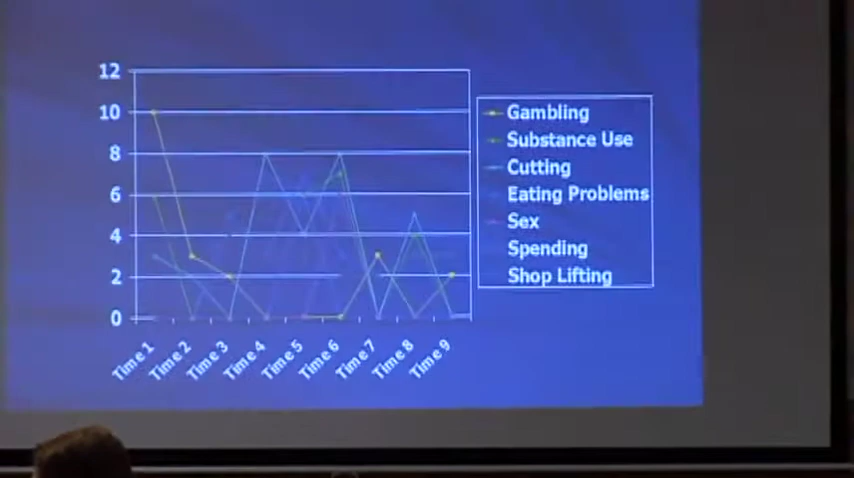 12
10
8
6
4
2
0
Time 1
Time 2
Time 3
Time 4
Time 5
Time 6
Time 7
Time 8
Time 9
Gambling
Substance Use
Cutting
Eating Problems
Sex
Spending
Shop Lifting